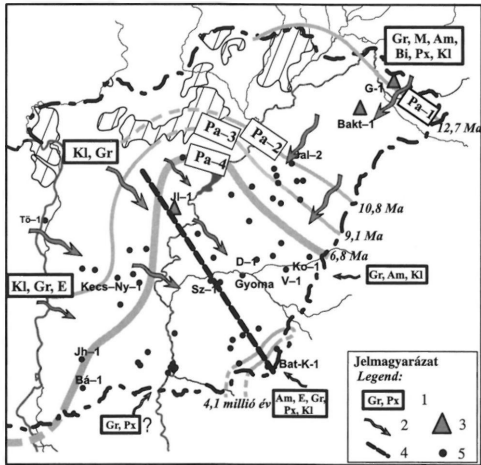 Gr, M, Am,
Bi, Px, Kl
G-1
Pa-1
Bakt-1
12,7 Ma
Pa-3
Pa-2
Pa-4
Jal-2
Kl, Gr
10,8 Ma
Jl-1
9,1 Ma
Tö-1
6,8 Ma
D-1
Ko-1
Gr, Am, Kl
Kl, Gr, E
Kecs-Ny-1
Sz-1
Gyoma
V-1
Jh-1
Bat-K-1
Bá-1
Gr, Px ?
4,1 millió év
Am, E, Gr,
Px, Kl
Jelmagyarázat
Legend:
Gr, Px 1
2 3
4 5